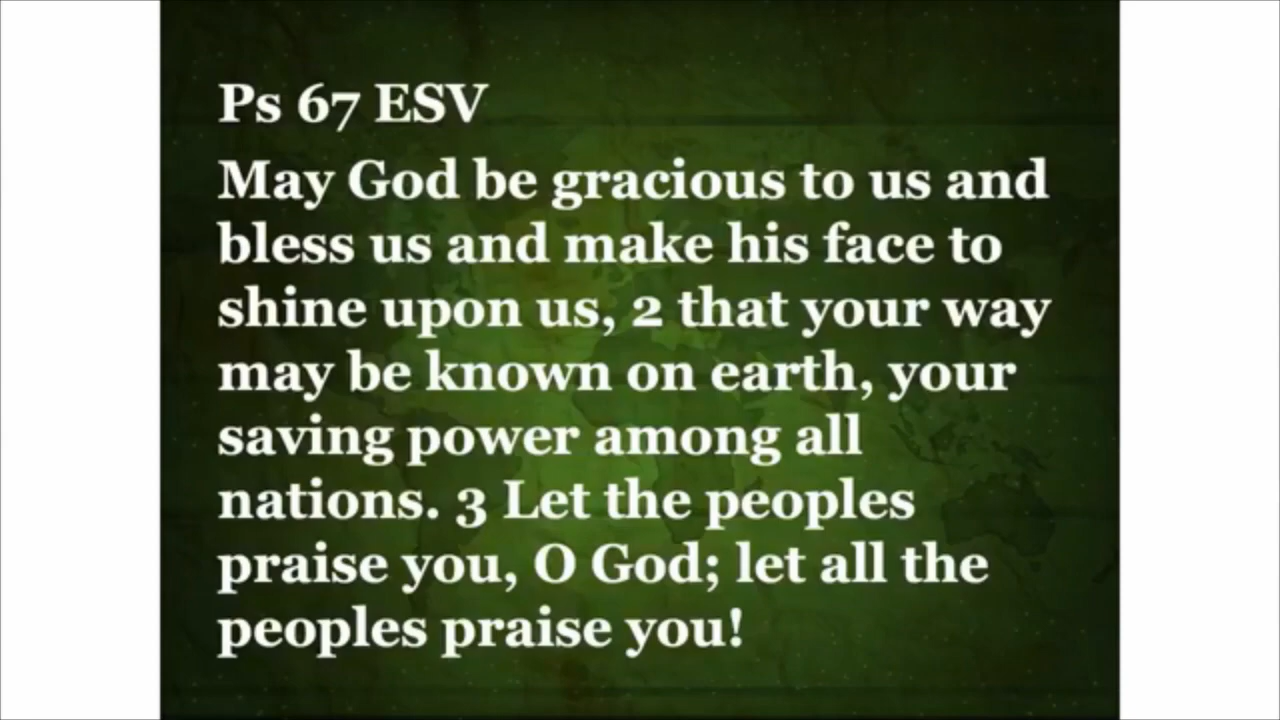 Ps 67 ESV
May God be gracious to us and
bless us and make his face to
shine upon us, 2 that your way
may be known on earth, your
saving power among all
nations. 3 Let the peoples
praise you, O God; let all the
peoples praise you!